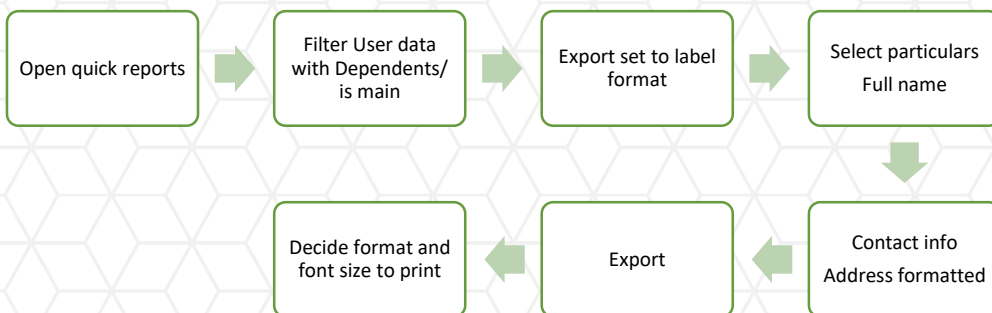 Open quick reports
Filter User data
with Dependents/
is main
Export set to label
format
Select particulars
Full name
Contact info
Address formatted
Export
Decide format and
font size to print